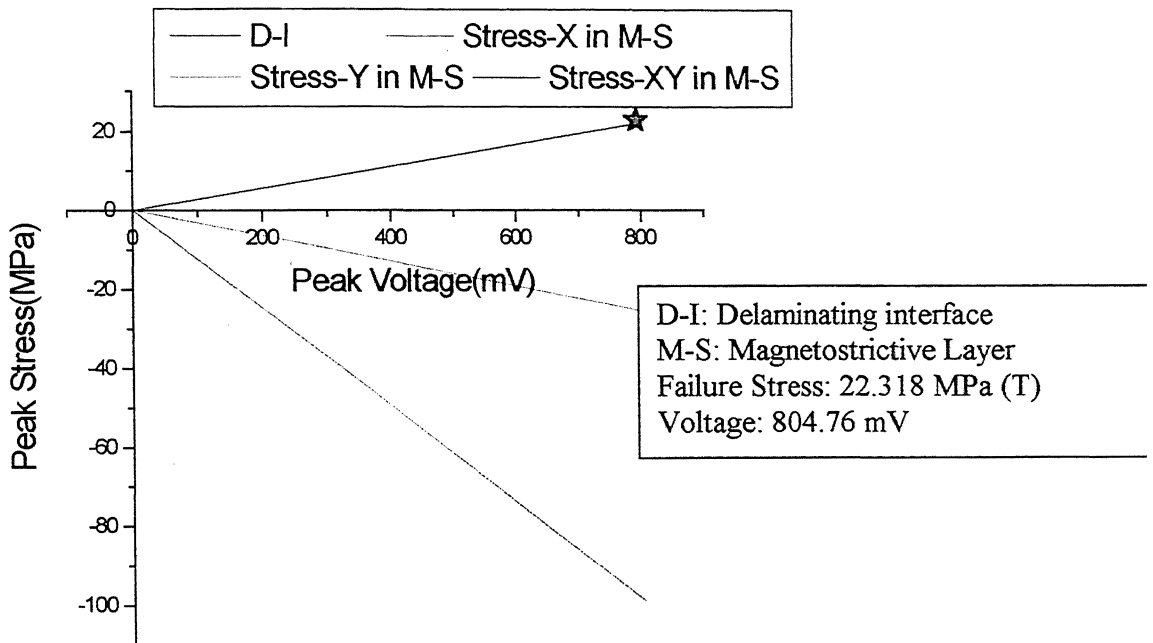 D-I Stress-X in M-S
Stress-Y in M-S Stress-XY in M-S
20
0
0 200 400 600 800
Peak Voltage(mV)
-20
-40
-60
-80
-100
Peak Stress(MPa)
D-I: Delaminating interface
M-S: Magnetostrictive Layer
Failure Stress: 22.318 MPa (T)
Voltage: 804.76 mV